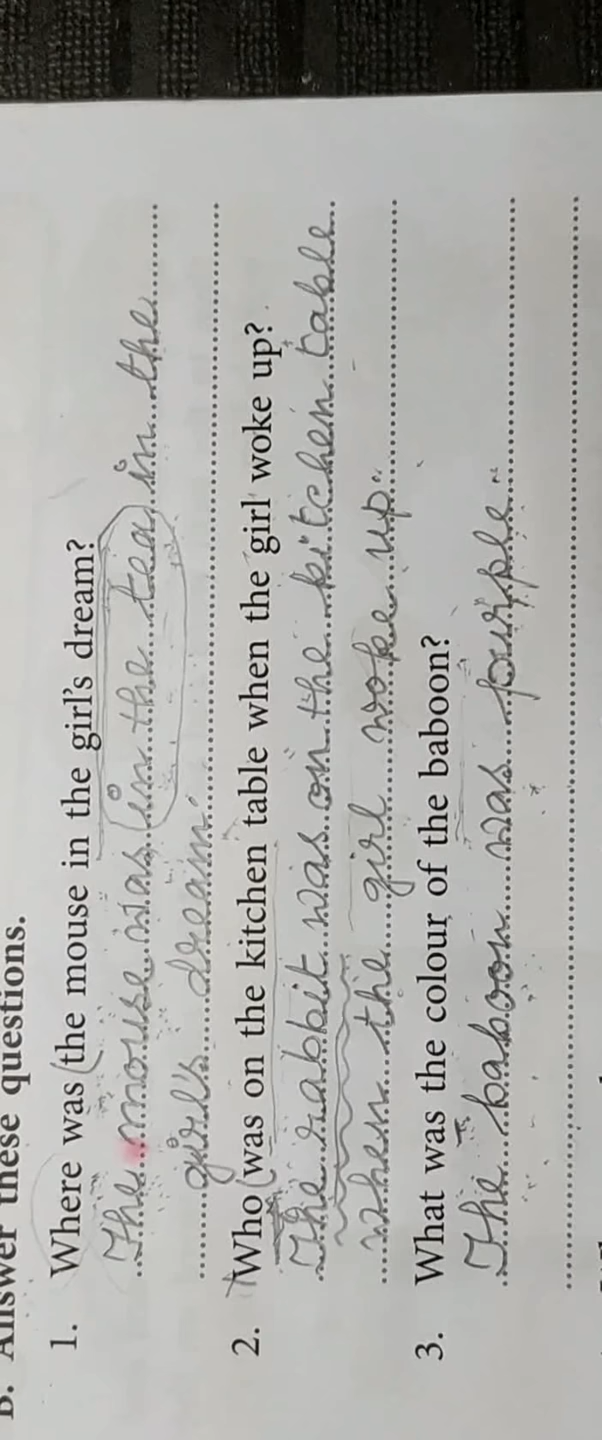 B. Answer these questions.
1. Where was the mouse in the girl's dream?
The mouse was in the tea in the
girl's dream.
2. Who was on the kitchen table when the girl woke up?
The rabbit was on the kitchen table
when the girl woke up.
3. What was the colour of the baboon?
The baboon was purple.